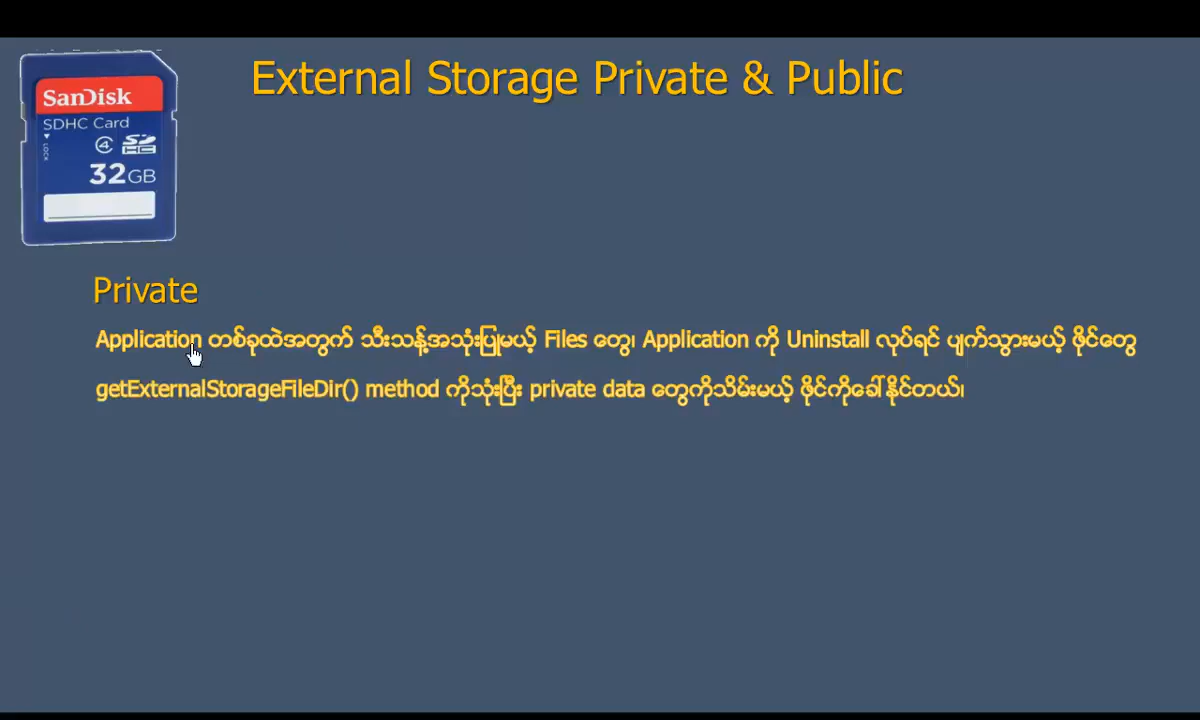 External Storage Private & Public
SanDisk
SDHC Card
LOCK
4
SD
HC
32GB
Private
Application တစ်ခုထဲအတွက် သီးသန့်အသုံးပြုမယ့် Files တွေ၊ Application ကို Uninstall လုပ်ရင် ပျက်သွားမယ့် ဖိုင်တွေ
getExternalStorageFileDir() method ကိုသုံးပြီး private data တွေကိုသိမ်းမယ့် ဖိုင်ကိုခေါ်နိုင်တယ်၊